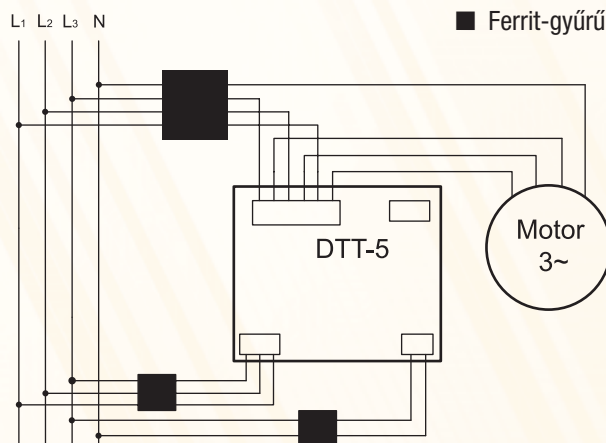 L1 L2 L3 N
■ Ferrit-gyűrű
DTT-5
Motor
3~